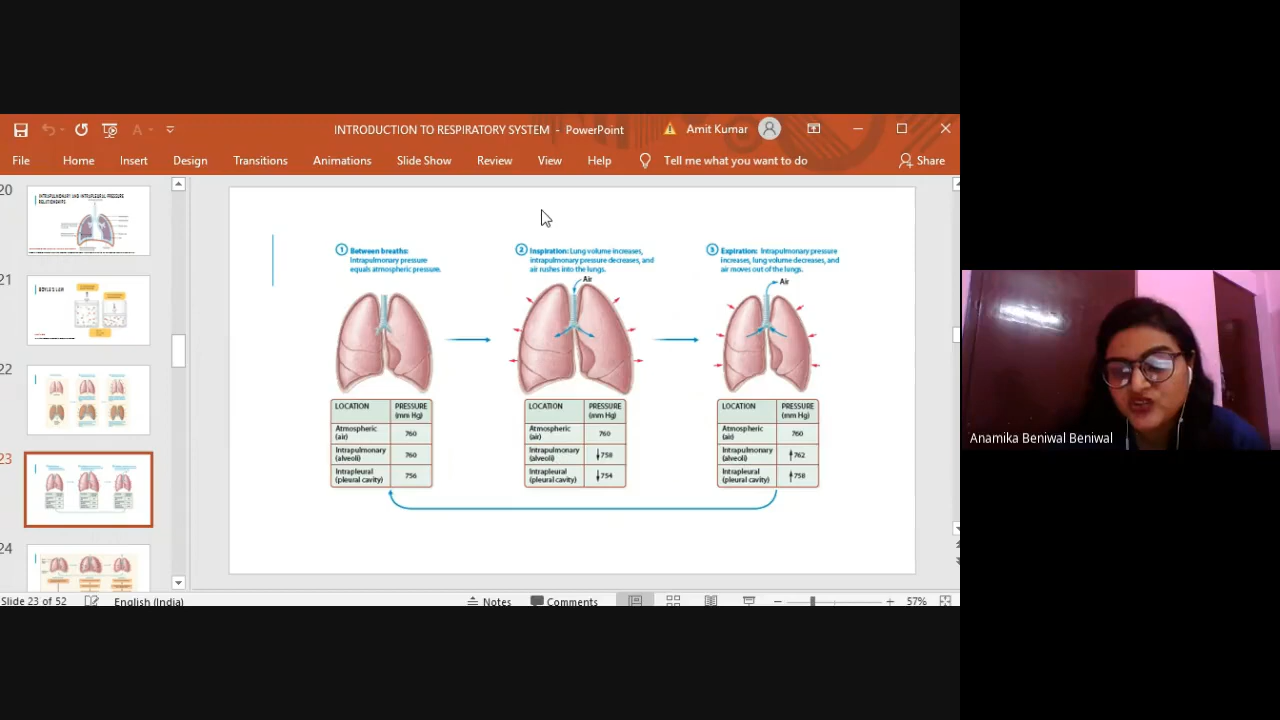 INTRODUCTION TO RESPIRATORY SYSTEM - PowerPoint
Amit Kumar
File Home Insert Design Transitions Animations Slide Show Review View Help Tell me what you want to do Share
20
INTRAPULMONARY AND INTRAPLEURAL PRESSURE
RELATIONSHIPS
21
BOYLE'S LAW
22
23
24
1 Between breaths:
Intrapulmonary pressure
equals atmospheric pressure.
2 Inspiration: Lung volume increases,
intrapulmonary pressure decreases, and
air rushes into the lungs.
Air
3 Expiration: Intrapulmonary pressure
increases, lung volume decreases, and
air moves out of the lungs.
Air
LOCATION PRESSURE
(mm Hg)
Atmospheric
(air) 760
Intrapulmonary
(alveoli) 760
Intrapleural
(pleural cavity) 756
LOCATION PRESSURE
(mm Hg)
Atmospheric
(air) 760
Intrapulmonary
(alveoli) ↓758
Intrapleural
(pleural cavity) ↓754
LOCATION PRESSURE
(mm Hg)
Atmospheric
(air) 760
Intrapulmonary
(alveoli) ↑762
Intrapleural
(pleural cavity) ↑758
Slide 23 of 52 English (India) Notes Comments 57%
Anamika Beniwal Beniwal